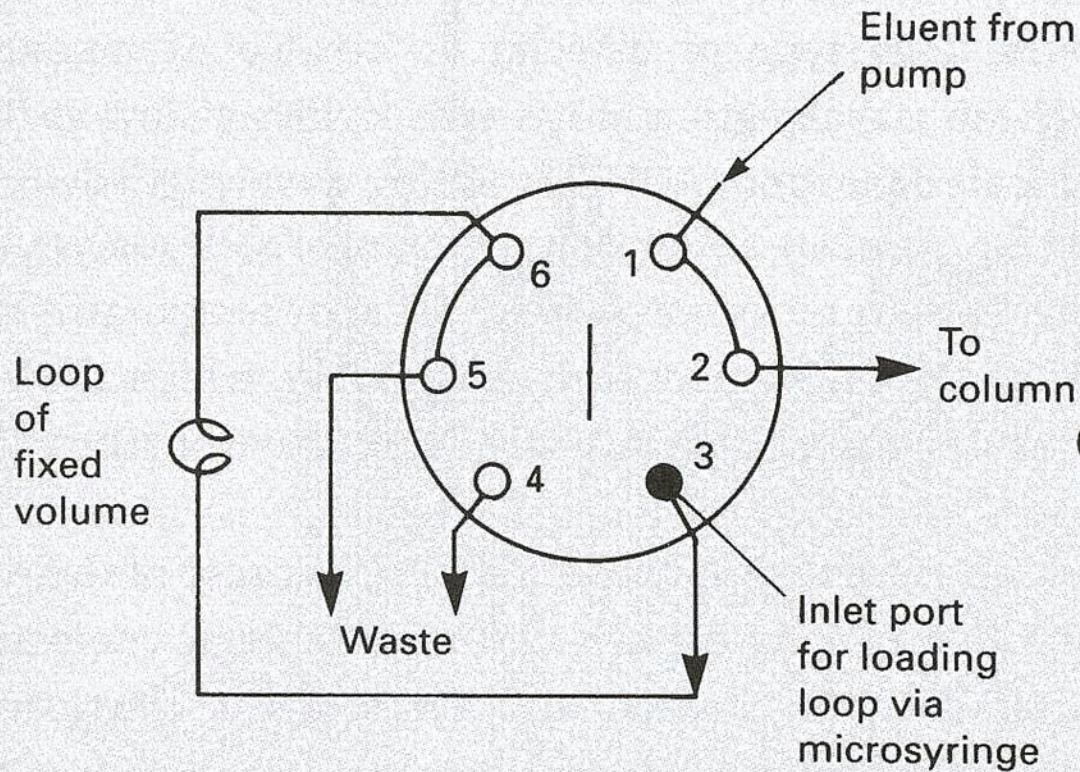 Eluent from
pump
6
1
Loop
of
fixed
volume
5
2
To
column
4
3
Waste
Inlet port
for loading
loop via
microsyringe